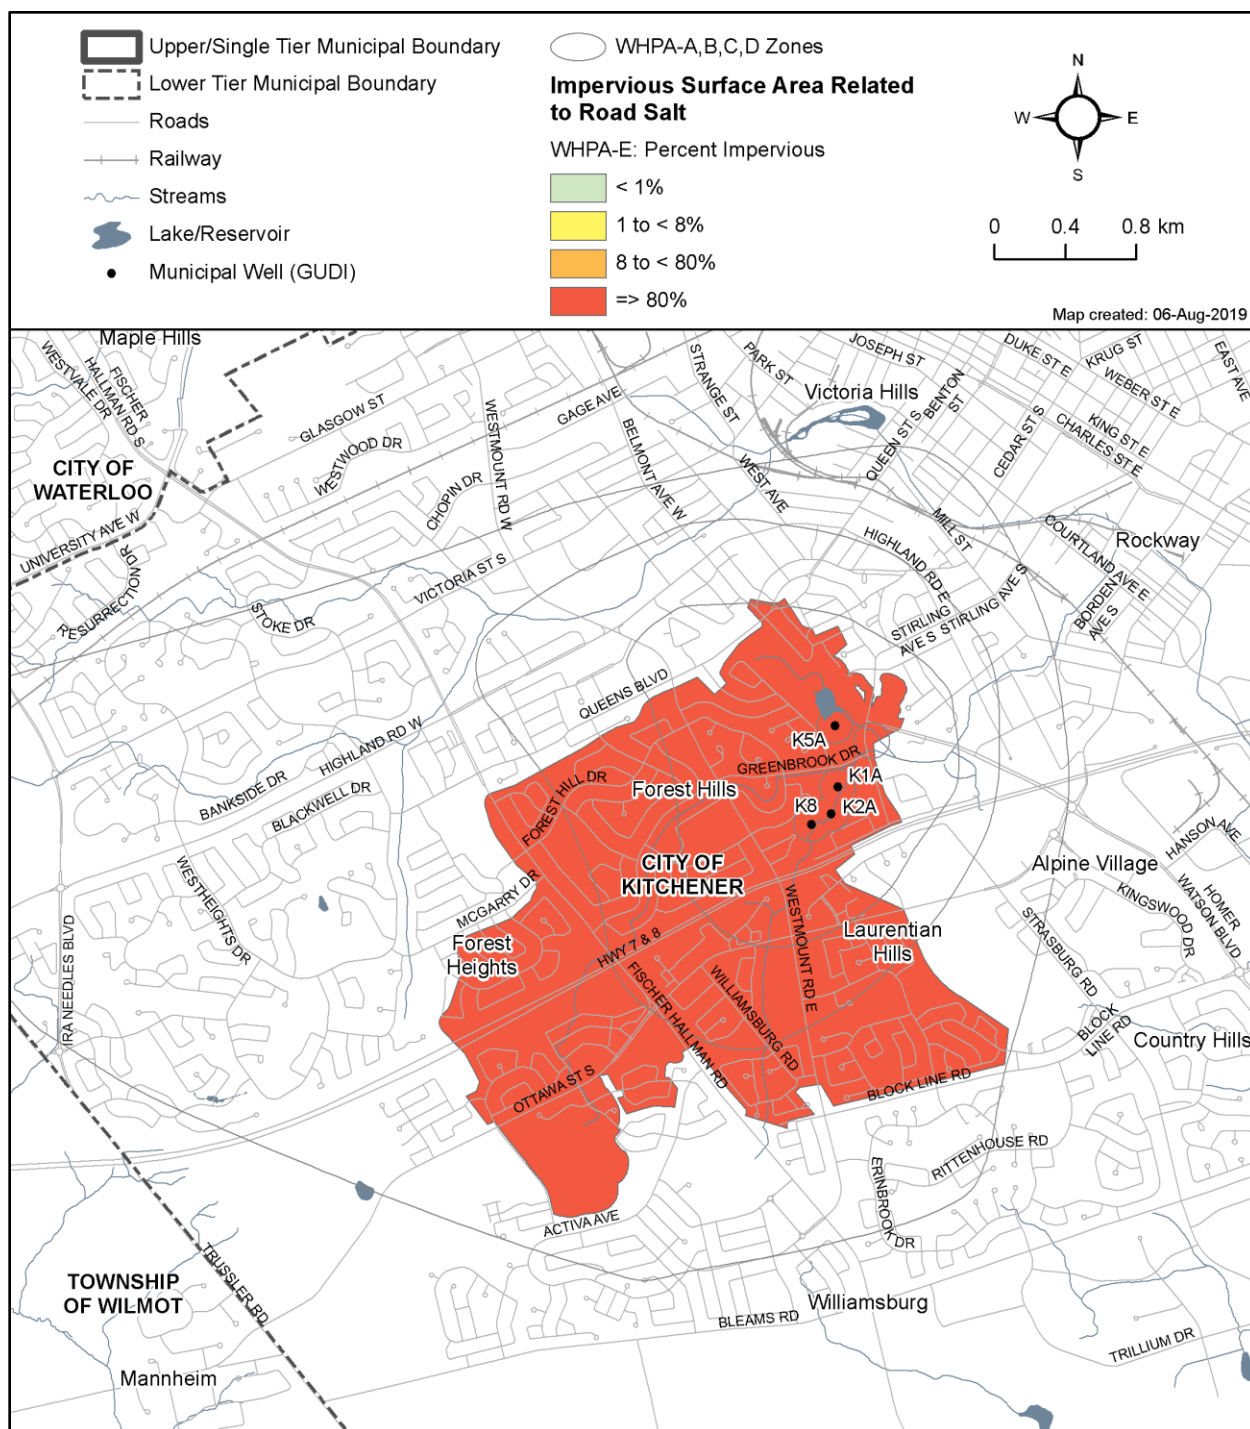 Upper/Single Tier Municipal Boundary
Lower Tier Municipal Boundary
Roads
Railway
Streams
Lake/Reservoir
Municipal Well (GUDI)
WHPA-A,B,C,D Zones
Impervious Surface Area Related
to Road Salt
WHPA-E: Percent Impervious
< 1%
1 to < 8%
8 to < 80%
=> 80%
N
W
E
S
0
0.4
0.8 km
Map created: 06-Aug-2019
Maple Hills
WESTVALE DR
FISCHER
HALLMAN RD S
GLASGOW ST
WESTWOOD DR
CHOPIN DR
WESTMOUNT RD W
GAGE AVE
BELMONT AVE W
STRANGE ST
PARK ST
WEST AVE
JOSEPH ST
Victoria Hills
QUEEN ST S
BENTON
ST
DUKE ST E
KRUG ST
EAST AVE
WEBER ST E
KING ST E
CHARLES ST E
CEDAR ST S
CITY OF
WATERLOO
UNIVERSITY AVE W
RESURRECTION DR
STOKE DR
VICTORIA ST S
HIGHLAND RD E
MILL ST
COURTLAND AVE E
Rockway
BORDEN
AVE S
STIRLING
AVE S
STIRLING AVE S
QUEENS BLVD
HIGHLAND RD W
BANKSIDE DR
BLACKWELL DR
WESTHEIGHTS DR
IRA NEEDLES BLVD
FOREST HILL DR
Forest Hills
K5A
GREENBROOK DR
K1A
K8
K2A
CITY OF
KITCHENER
MCGARRY DR
Forest
Heights
HWY 7 & 8
FISCHER HALLMAN RD
WILLIAMSBURG RD
WESTMOUNT RD E
Laurentian
Hills
Alpine Village
HANSON AVE
KINGSWOOD DR
HOMER
WATSON BLVD
STRASBURG RD
BLOCK
LINE RD
Country Hills
OTTAWA ST S
BLOCK LINE RD
RITTENHOUSE RD
ERINBROOK DR
ACTIVA AVE
TRUSSLER RD
TOWNSHIP
OF WILMOT
Williamsburg
BLEAMS RD
TRILLIUM DR
Mannheim